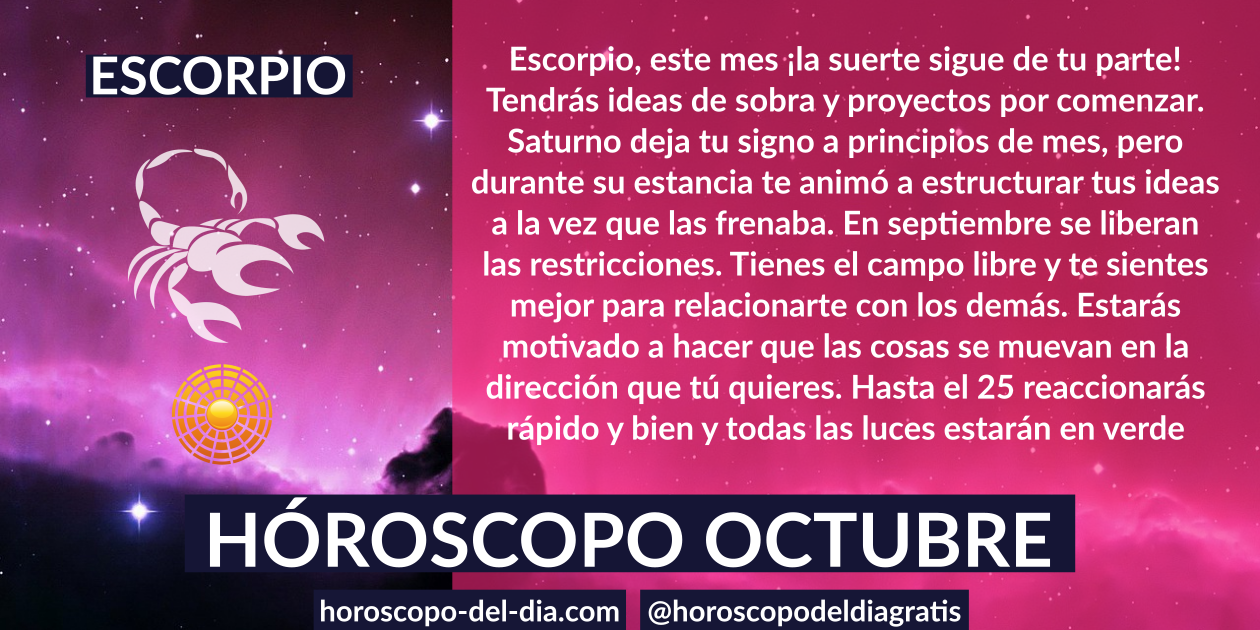 ESCORPIO
Escorpio, este mes ¡la suerte sigue de tu parte!
Tendrás ideas de sobra y proyectos por comenzar.
Saturno deja tu signo a principios de mes, pero
durante su estancia te animó a estructurar tus ideas
a la vez que las frenaba. En septiembre se liberan
las restricciones. Tienes el campo libre y te sientes
mejor para relacionarte con los demás. Estarás
motivado a hacer que las cosas se muevan en la
dirección que tú quieres. Hasta el 25 reaccionarás
rápido y bien y todas las luces estarán en verde
HÓROSCOPO OCTUBRE
horoscopo-del-dia.com
@horoscopodeldiagratis